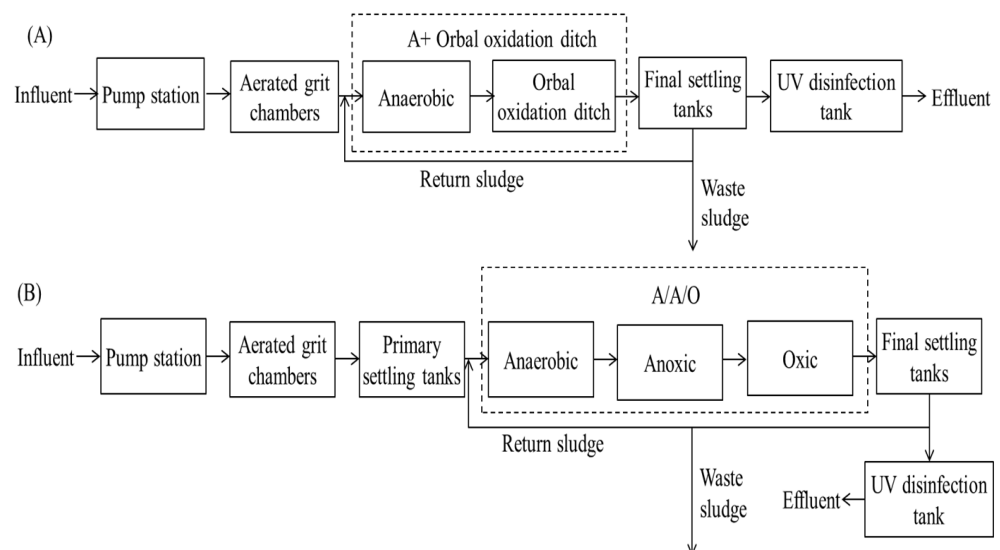 (A)
A+ Orbal oxidation ditch
Influent
Pump station
Aerated grit
chambers
Anaerobic
Orbal
oxidation ditch
Final settling
tanks
UV disinfection
tank
Effluent
Return sludge
Waste
sludge
(B)
A/A/O
Influent
Pump station
Aerated grit
chambers
Primary
settling tanks
Anaerobic
Anoxic
Oxic
Final settling
tanks
Return sludge
Waste
sludge
Effluent
UV disinfection
tank